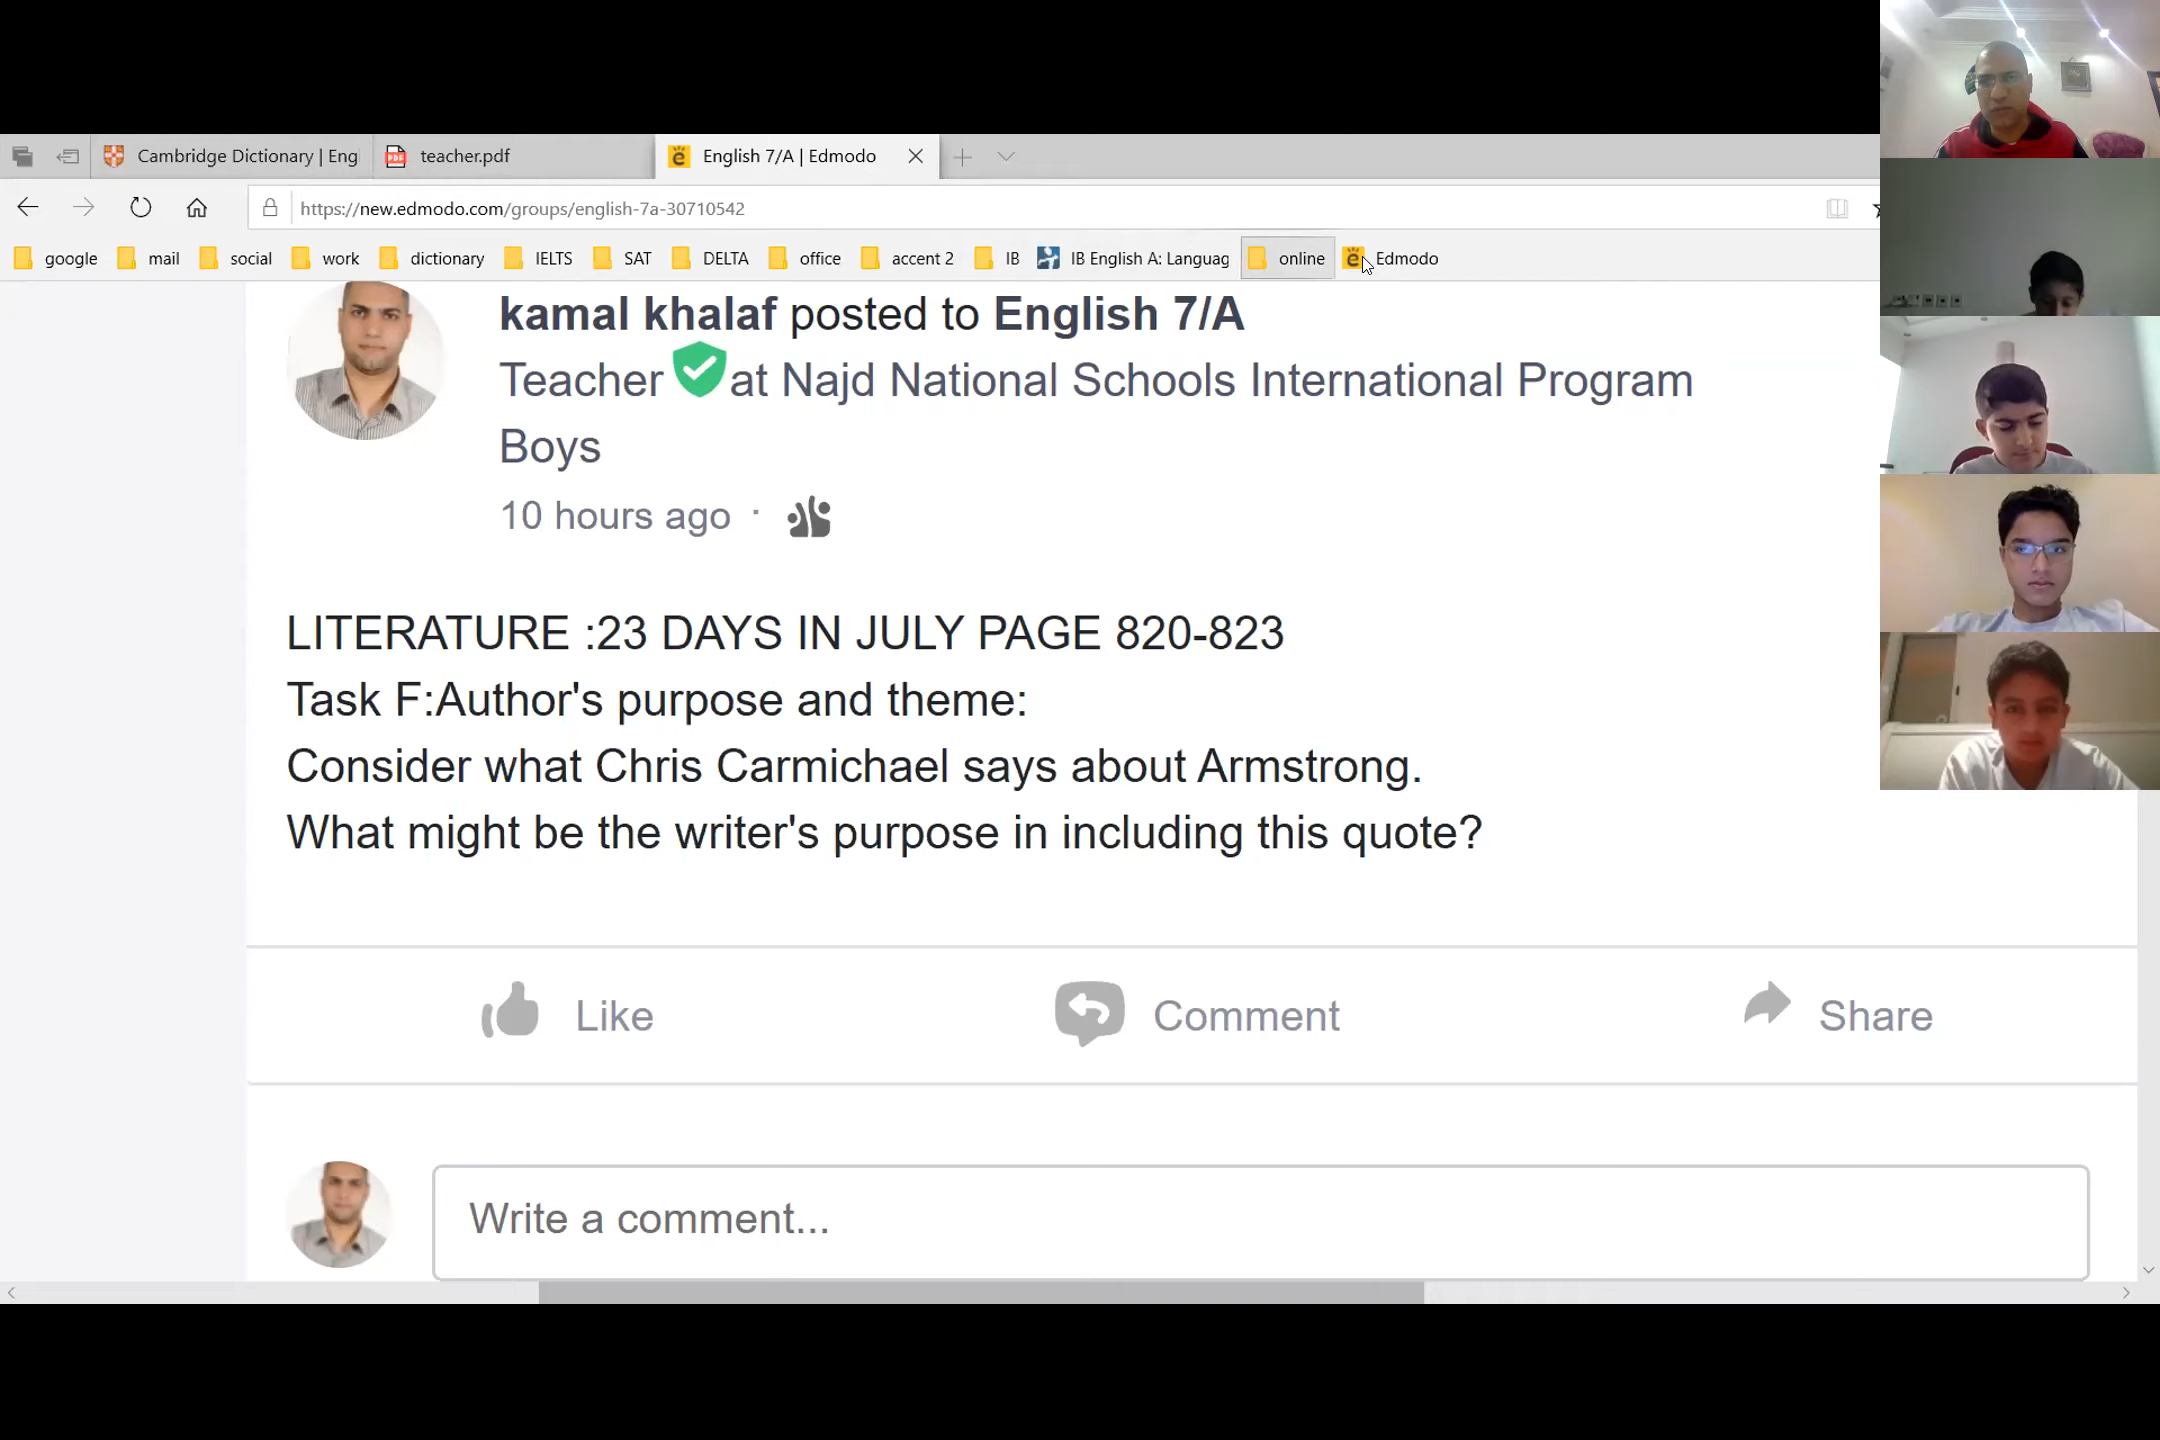 Cambridge Dictionary | Eng
teacher.pdf
English 7/A | Edmodo
https://new.edmodo.com/groups/english-7a-30710542
google mail social work dictionary IELTS SAT DELTA office accent 2 IB IB English A: Languag online Edmodo
kamal khalaf posted to English 7/A
Teacher at Najd National Schools International Program
Boys
10 hours ago ·
LITERATURE :23 DAYS IN JULY PAGE 820-823
Task F:Author's purpose and theme:
Consider what Chris Carmichael says about Armstrong.
What might be the writer's purpose in including this quote?
Like Comment Share
Write a comment...